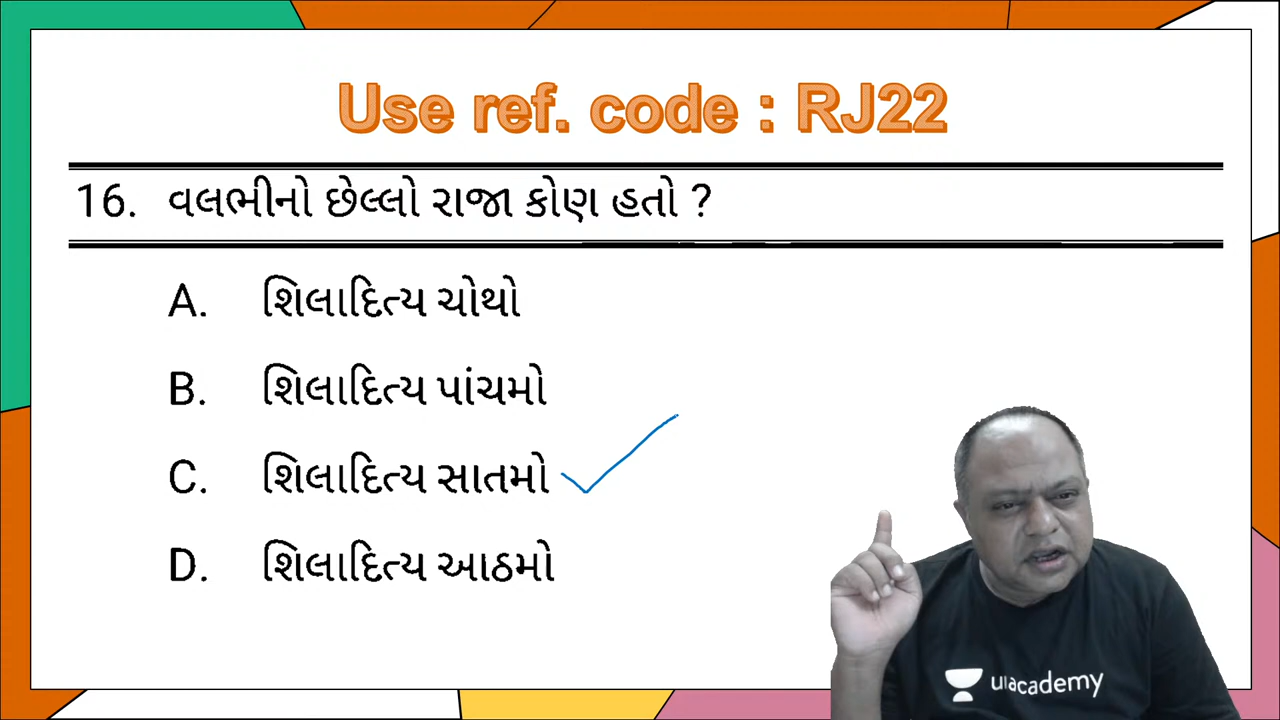 Use ref. code : RJ22
16. વલભીનો છેલ્લો રાજા કોણ હતો ?
A. શિલાદિત્ય ચોથો
B. શિલાદિત્ય પાંચમો
C. શિલાદિત્ય સાતમો
D. શિલાદિત્ય આઠમો
unacademy